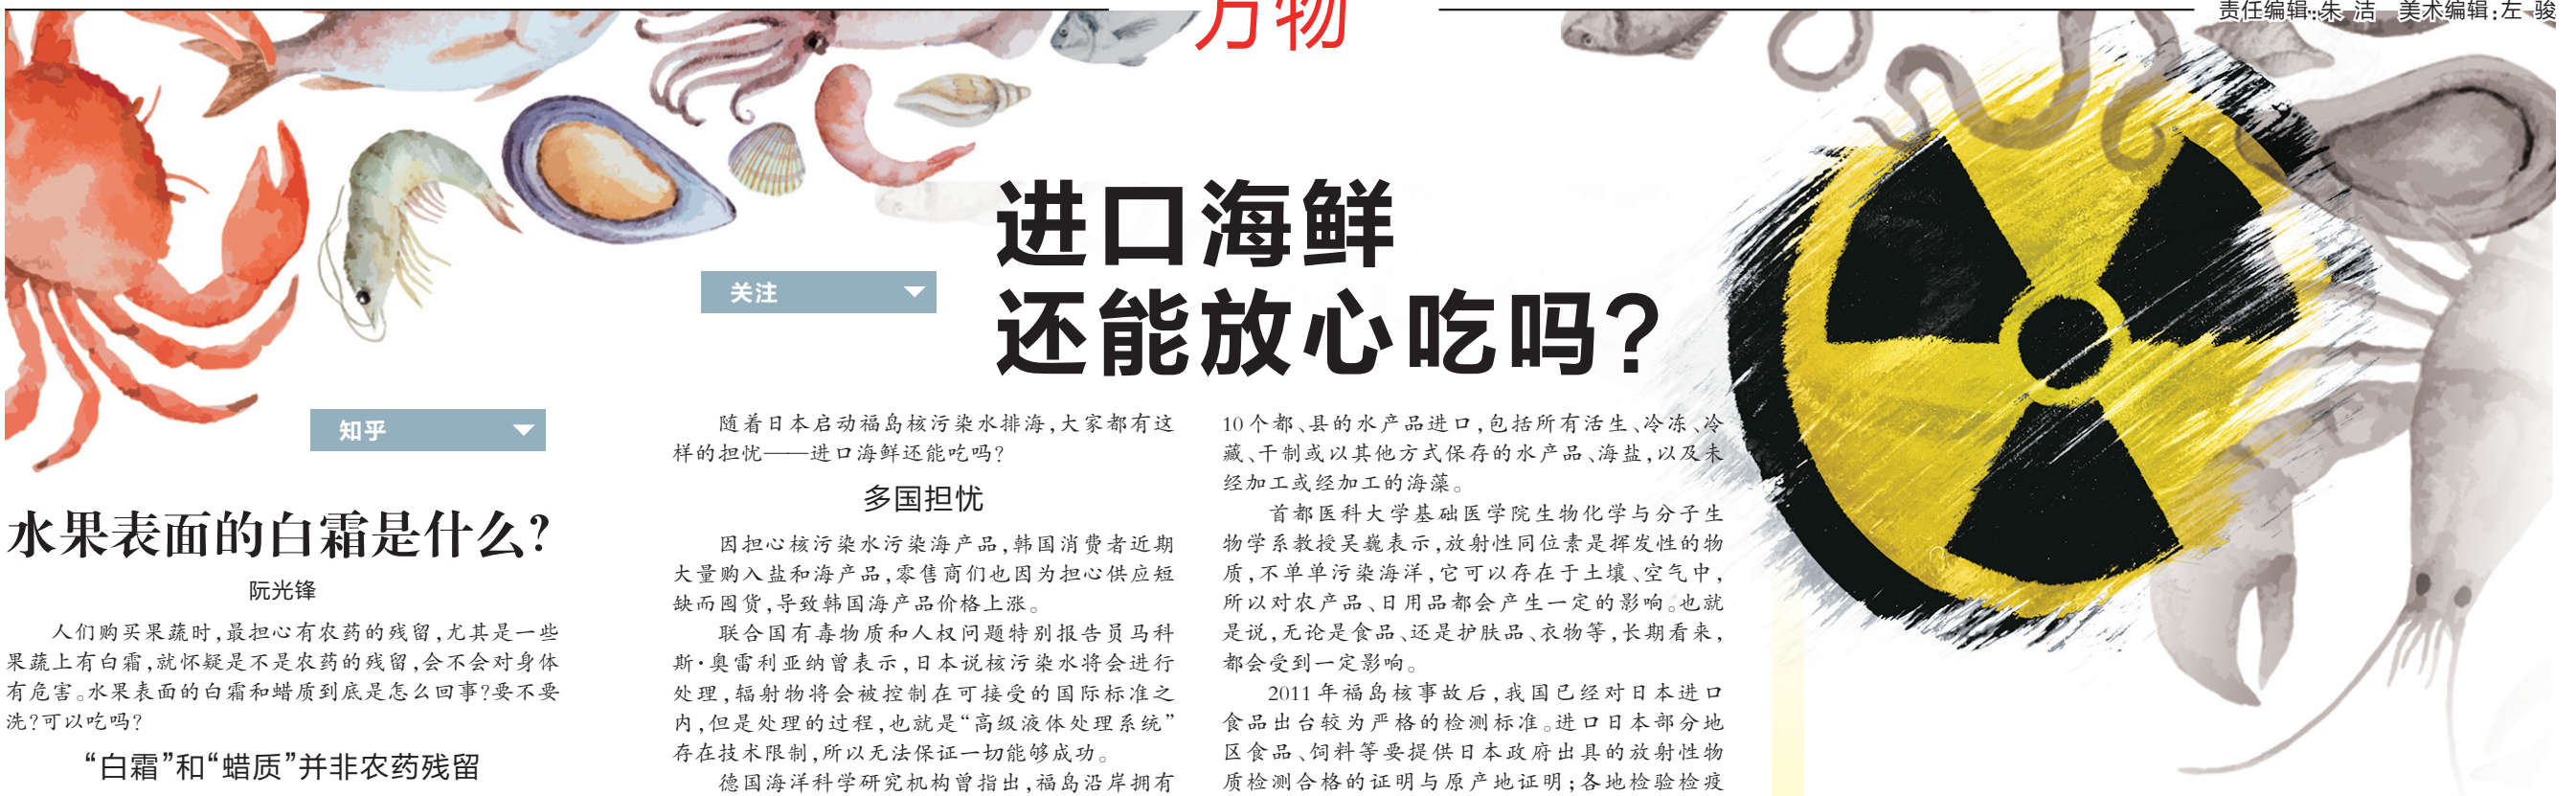 万物
责任编辑:朱 洁 美术编辑:左 骏
关注
进口海鲜
还能放心吃吗?
知乎
水果表面的白霜是什么?
阮光锋
人们购买果蔬时,最担心有农药的残留,尤其是一些
果蔬上有白霜,就怀疑是不是农药的残留,会不会对身体
有危害。水果表面的白霜和蜡质到底是怎么回事?要不要
洗?可以吃吗?
“白霜”和“蜡质”并非农药残留
随着日本启动福岛核污染水排海,大家都有这
样的担忧——进口海鲜还能吃吗?
多国担忧
因担心核污染水污染海产品,韩国消费者近期
大量购入盐和海产品,零售商们也因为担心供应短
缺而囤货,导致韩国海产品价格上涨。
联合国有毒物质和人权问题特别报告员马科
斯·奥雷利亚纳曾表示,日本说核污染水将会进行
处理,辐射物将会被控制在可接受的国际标准之
内,但是处理的过程,也就是“高级液体处理系统”
存在技术限制,所以无法保证一切能够成功。
德国海洋科学研究机构曾指出,福岛沿岸拥有
10个都、县的水产品进口,包括所有活生、冷冻、冷
藏、干制或以其他方式保存的水产品、海盐,以及未
经加工或经加工的海藻。
首都医科大学基础医学院生物化学与分子生
物学系教授吴巍表示,放射性同位素是挥发性的物
质,不单单污染海洋,它可以存在于土壤、空气中,
所以对农产品、日用品都会产生一定的影响。也就
是说,无论是食品、还是护肤品、衣物等,长期看来,
都会受到一定影响。
2011年福岛核事故后,我国已经对日本进口
食品出台较为严格的检测标准。进口日本部分地
区食品、饲料等要提供日本政府出具的放射性物
质检测合格的证明与原产地证明;各地检验检疫